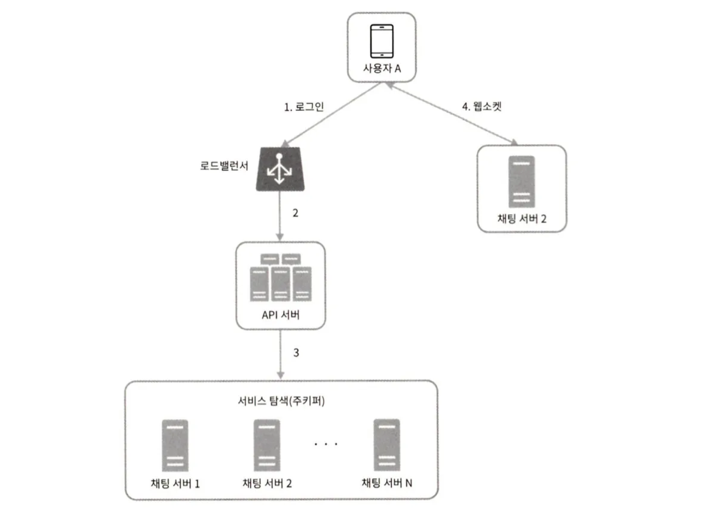 사용자 A
1. 로그인
4. 웹소켓
로드밸런서
2
채팅 서버 2
API 서버
3
서비스 탐색(주키퍼)
채팅 서버 1
채팅 서버 2
. . .
채팅 서버 N